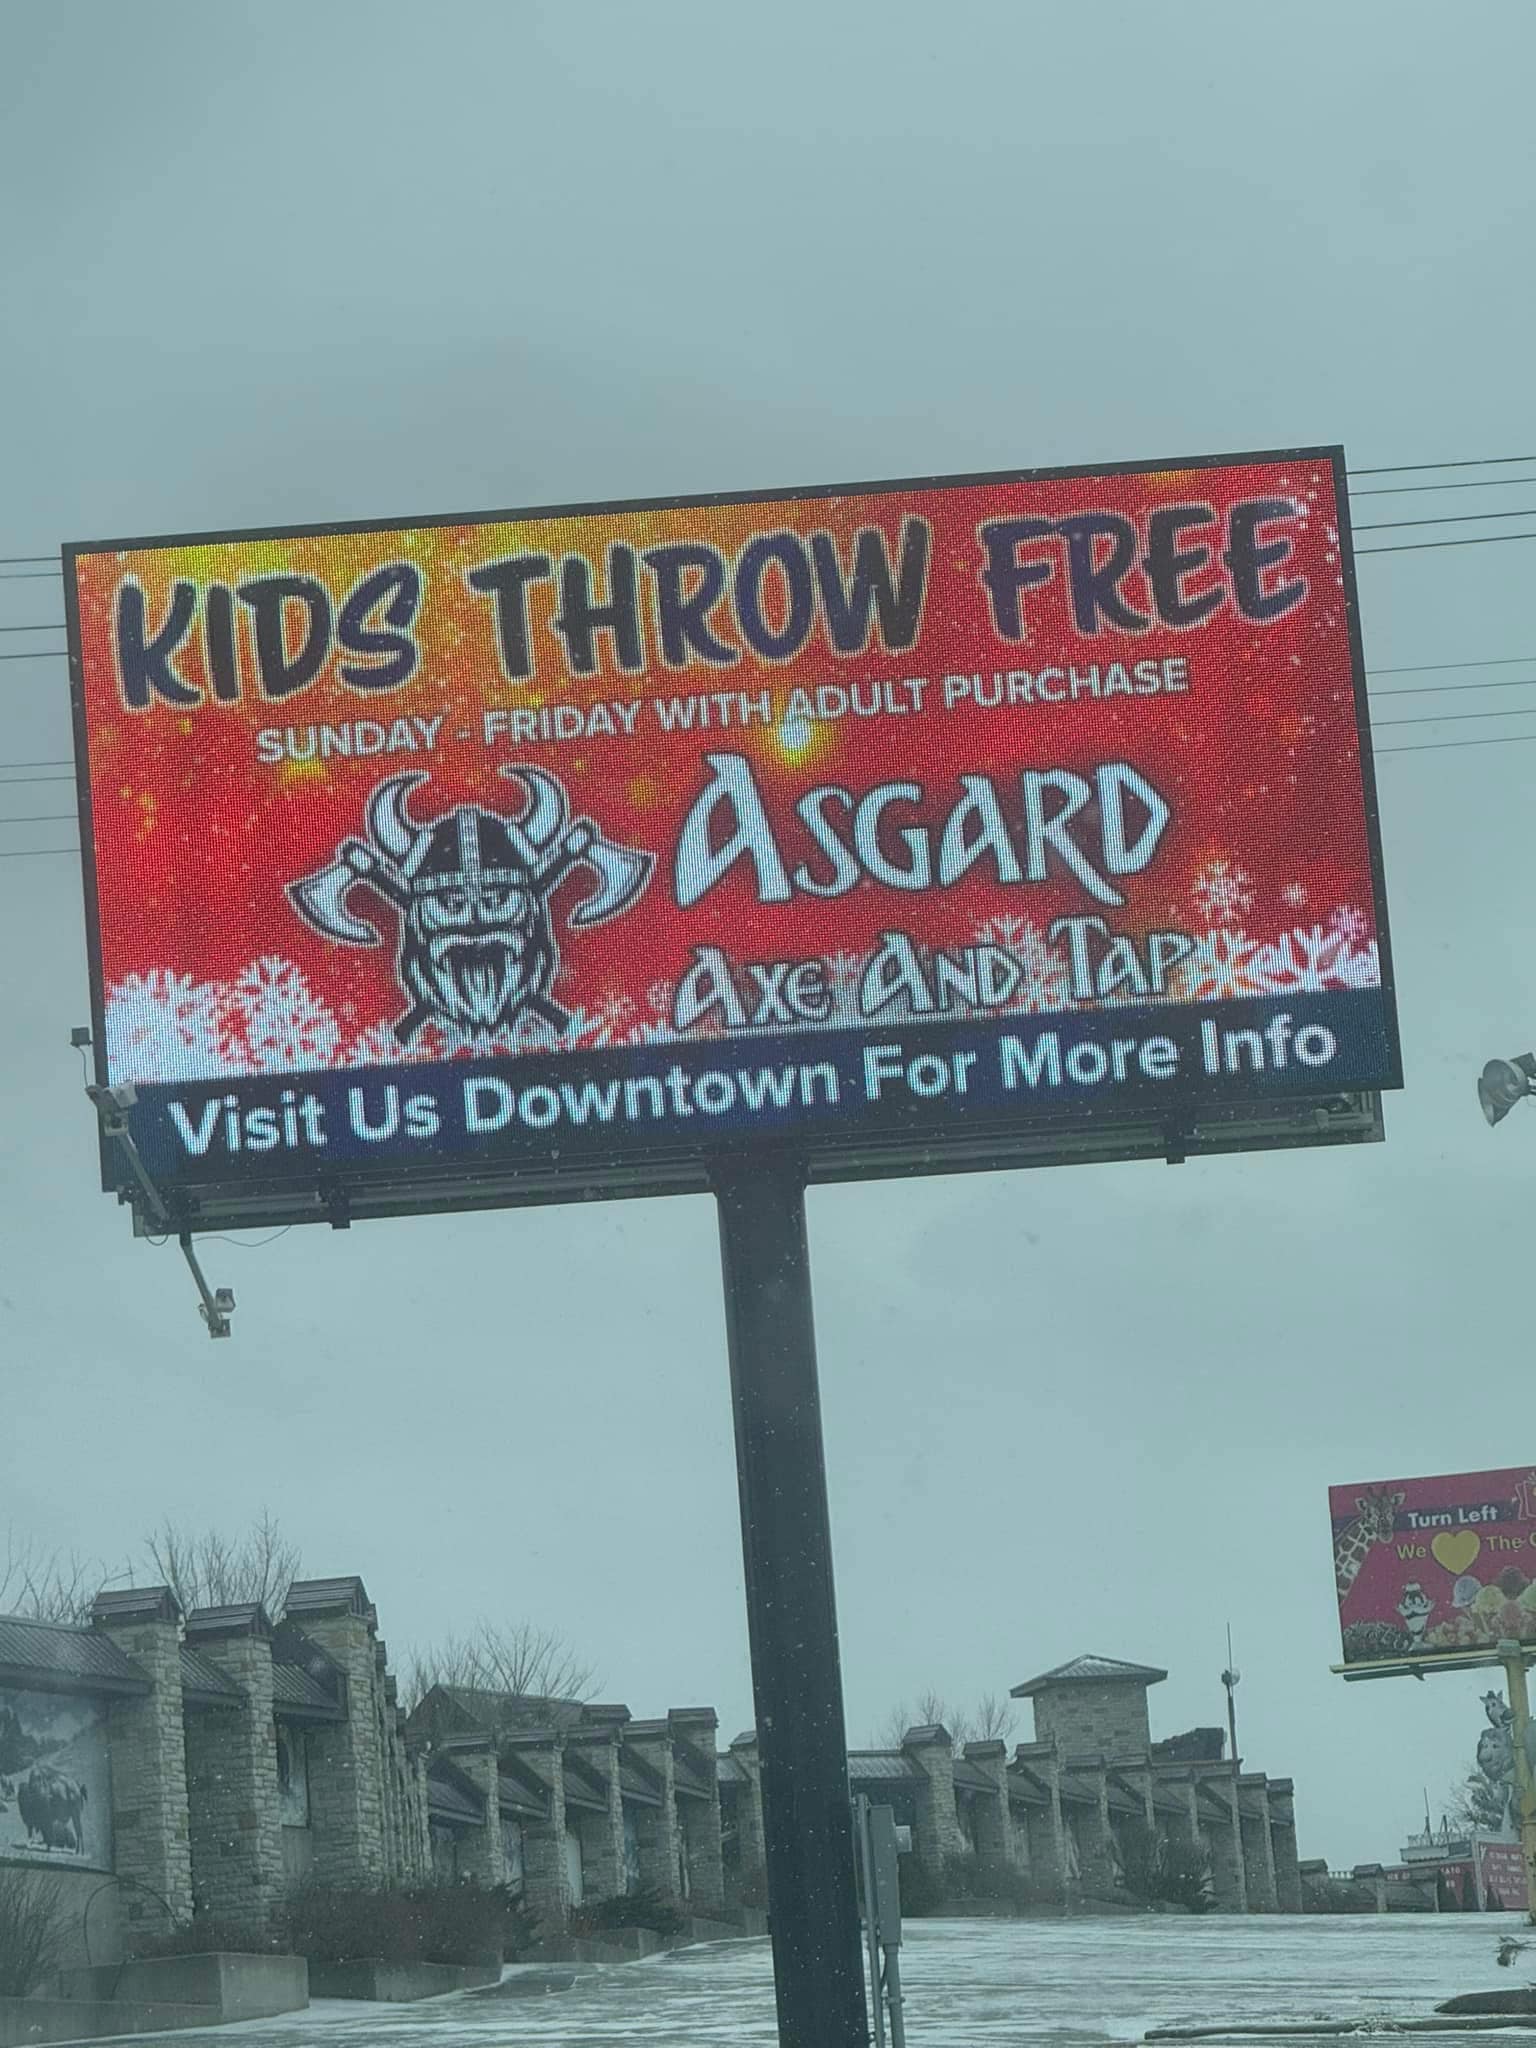 KIDS THROW FREE
SUNDAY - FRIDAY WITH ADULT PURCHASE
ASGARD
AXE AND TAP
Visit Us Downtown For More Info
Turn Left
We The